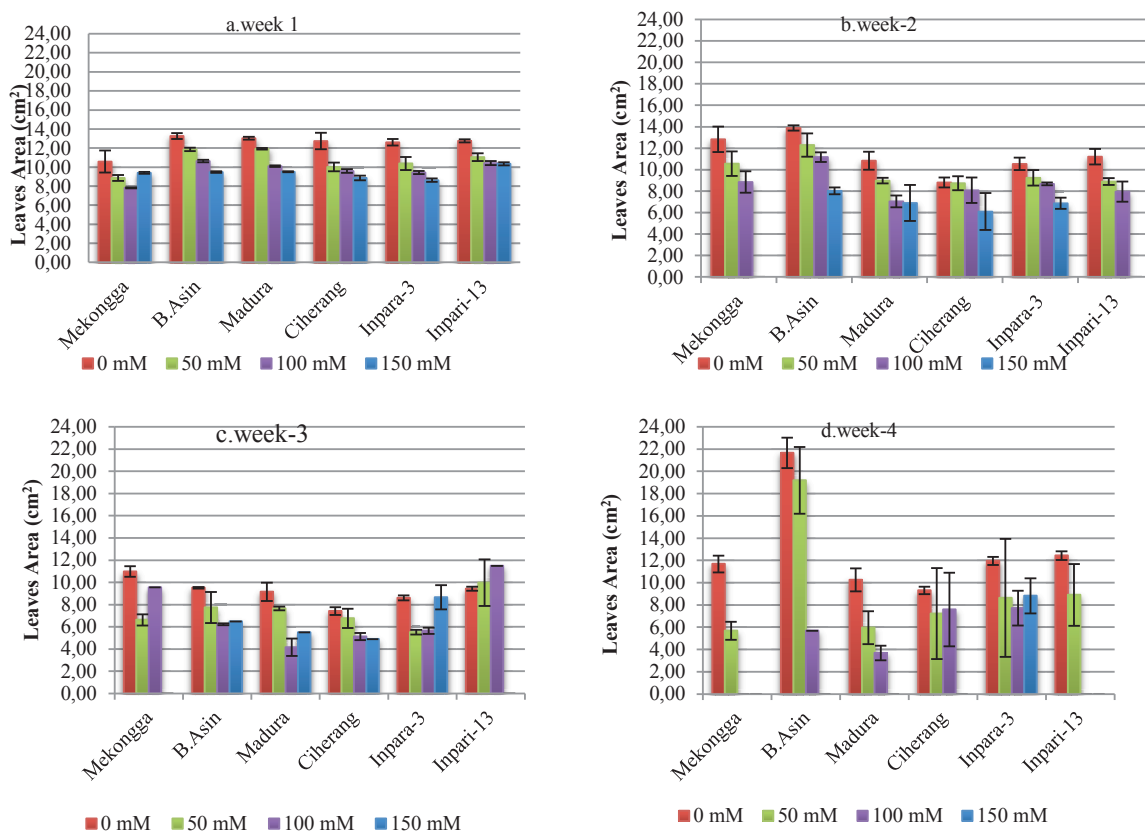 a.week 1
Leaves Area (cm²)
24,00
22,00
20,00
18,00
16,00
14,00
12,00
10,00
8,00
6,00
4,00
2,00
0,00
Mekongga
B.Asin
Madura
Ciherang
Inpara-3
Inpari-13
0 mM 50 mM 100 mM 150 mM
b.week-2
Leaves Area (cm²)
24,00
22,00
20,00
18,00
16,00
14,00
12,00
10,00
8,00
6,00
4,00
2,00
0,00
Mekongga
B.Asin
Madura
Ciherang
Inpara-3
Inpari-13
0 mM 50 mM 100 mM 150 mM
c.week-3
Leaves Area (cm²)
24,00
22,00
20,00
18,00
16,00
14,00
12,00
10,00
8,00
6,00
4,00
2,00
0,00
Mekongga
B.Asin
Madura
Ciherang
Inpara-3
Inpari-13
0 mM 50 mM 100 mM 150 mM
d.week-4
Leaves Area (cm²)
24,00
22,00
20,00
18,00
16,00
14,00
12,00
10,00
8,00
6,00
4,00
2,00
0,00
Mekongga
B.Asin
Madura
Ciherang
Inpara-3
Inpari-13
0 mM 50 mM 100 mM 150 mM